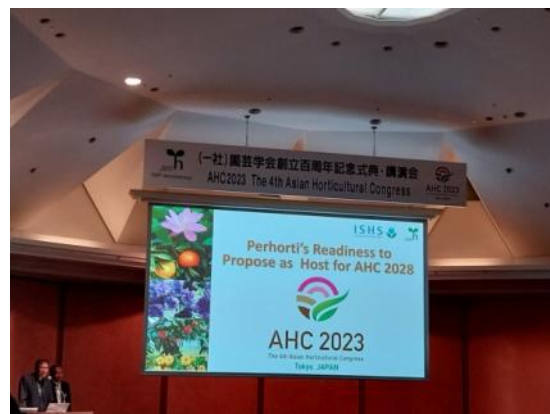 (一社)園芸学会創立百周年記念式典・講演会
AHC2023 The 4th Asian Horticultural Congress
AHC 2023
ISHS
Perhorti's Readiness to
Propose as Host for AHC 2028
AHC 2023
The 4th Asian Horticultural Congress
Tokyo, JAPAN